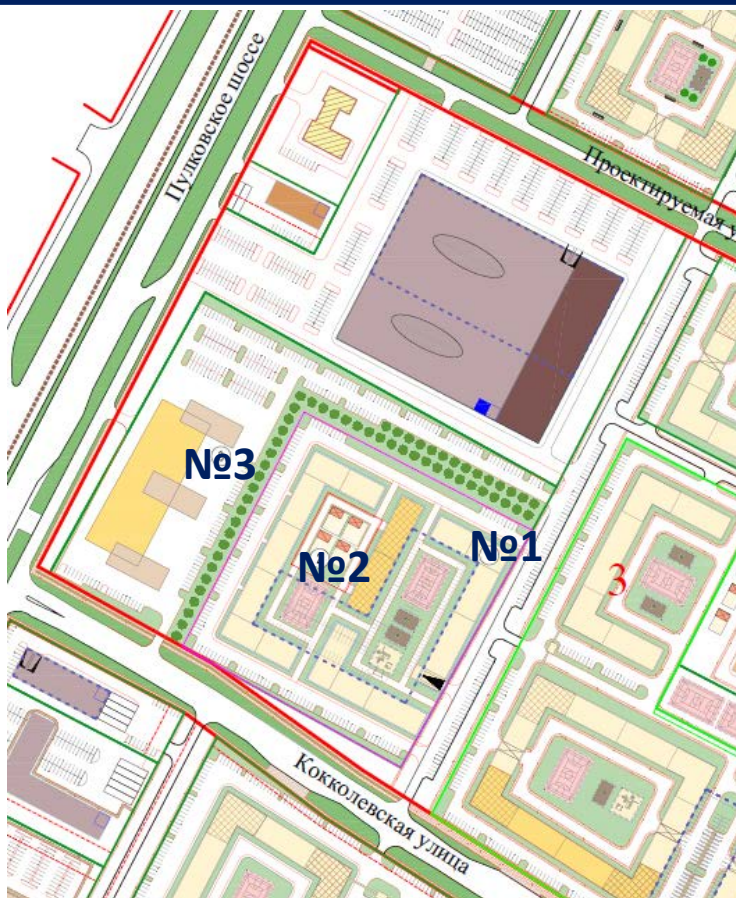 Пулковское шоссе
Проектируемая у
№3
№1
№2
3
Кокколевская улица